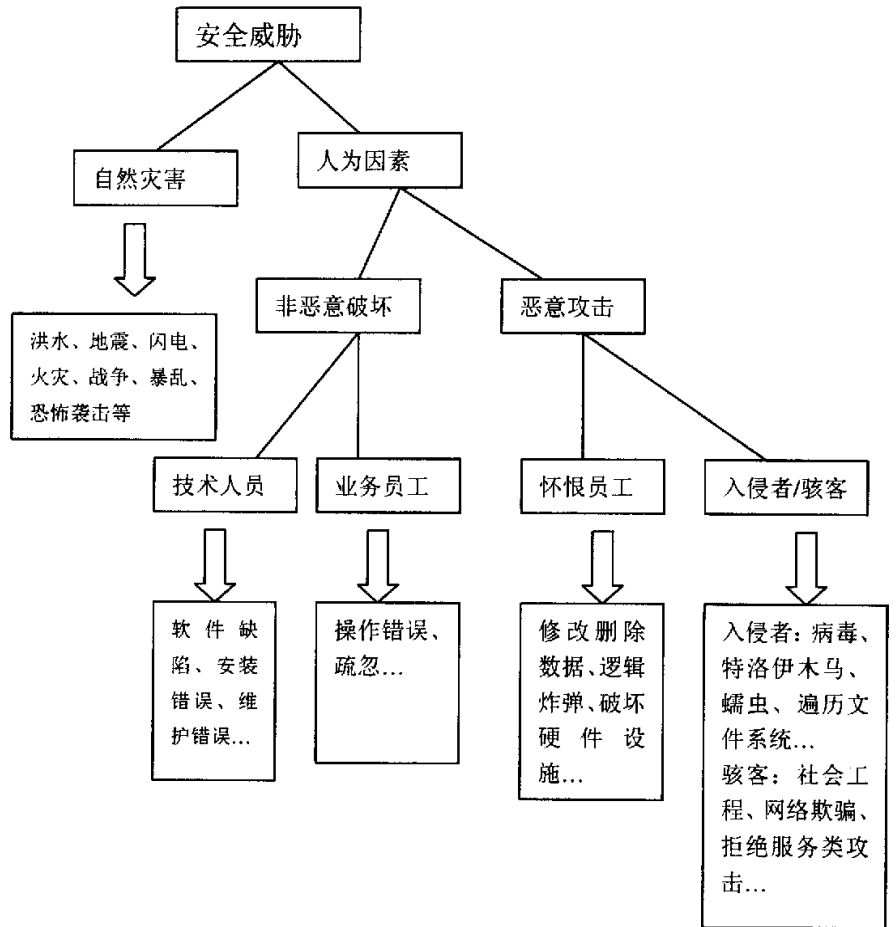 安全威胁
自然灾害
人为因素
洪水、地震、闪电、
火灾、战争、暴乱、
恐怖袭击等
非恶意破坏
恶意攻击
技术人员
业务员工
怀恨员工
入侵者/骇客
软件缺
陷、安装
错误、维
护错误…
操作错误、
疏忽…
修改删除
数据、逻辑
炸弹、破坏
硬件设
施…
入侵者：病毒、
特洛伊木马、
蠕虫、遍历文
件系统…
骇客：社会工
程、网络欺骗、
拒绝服务类攻
击…